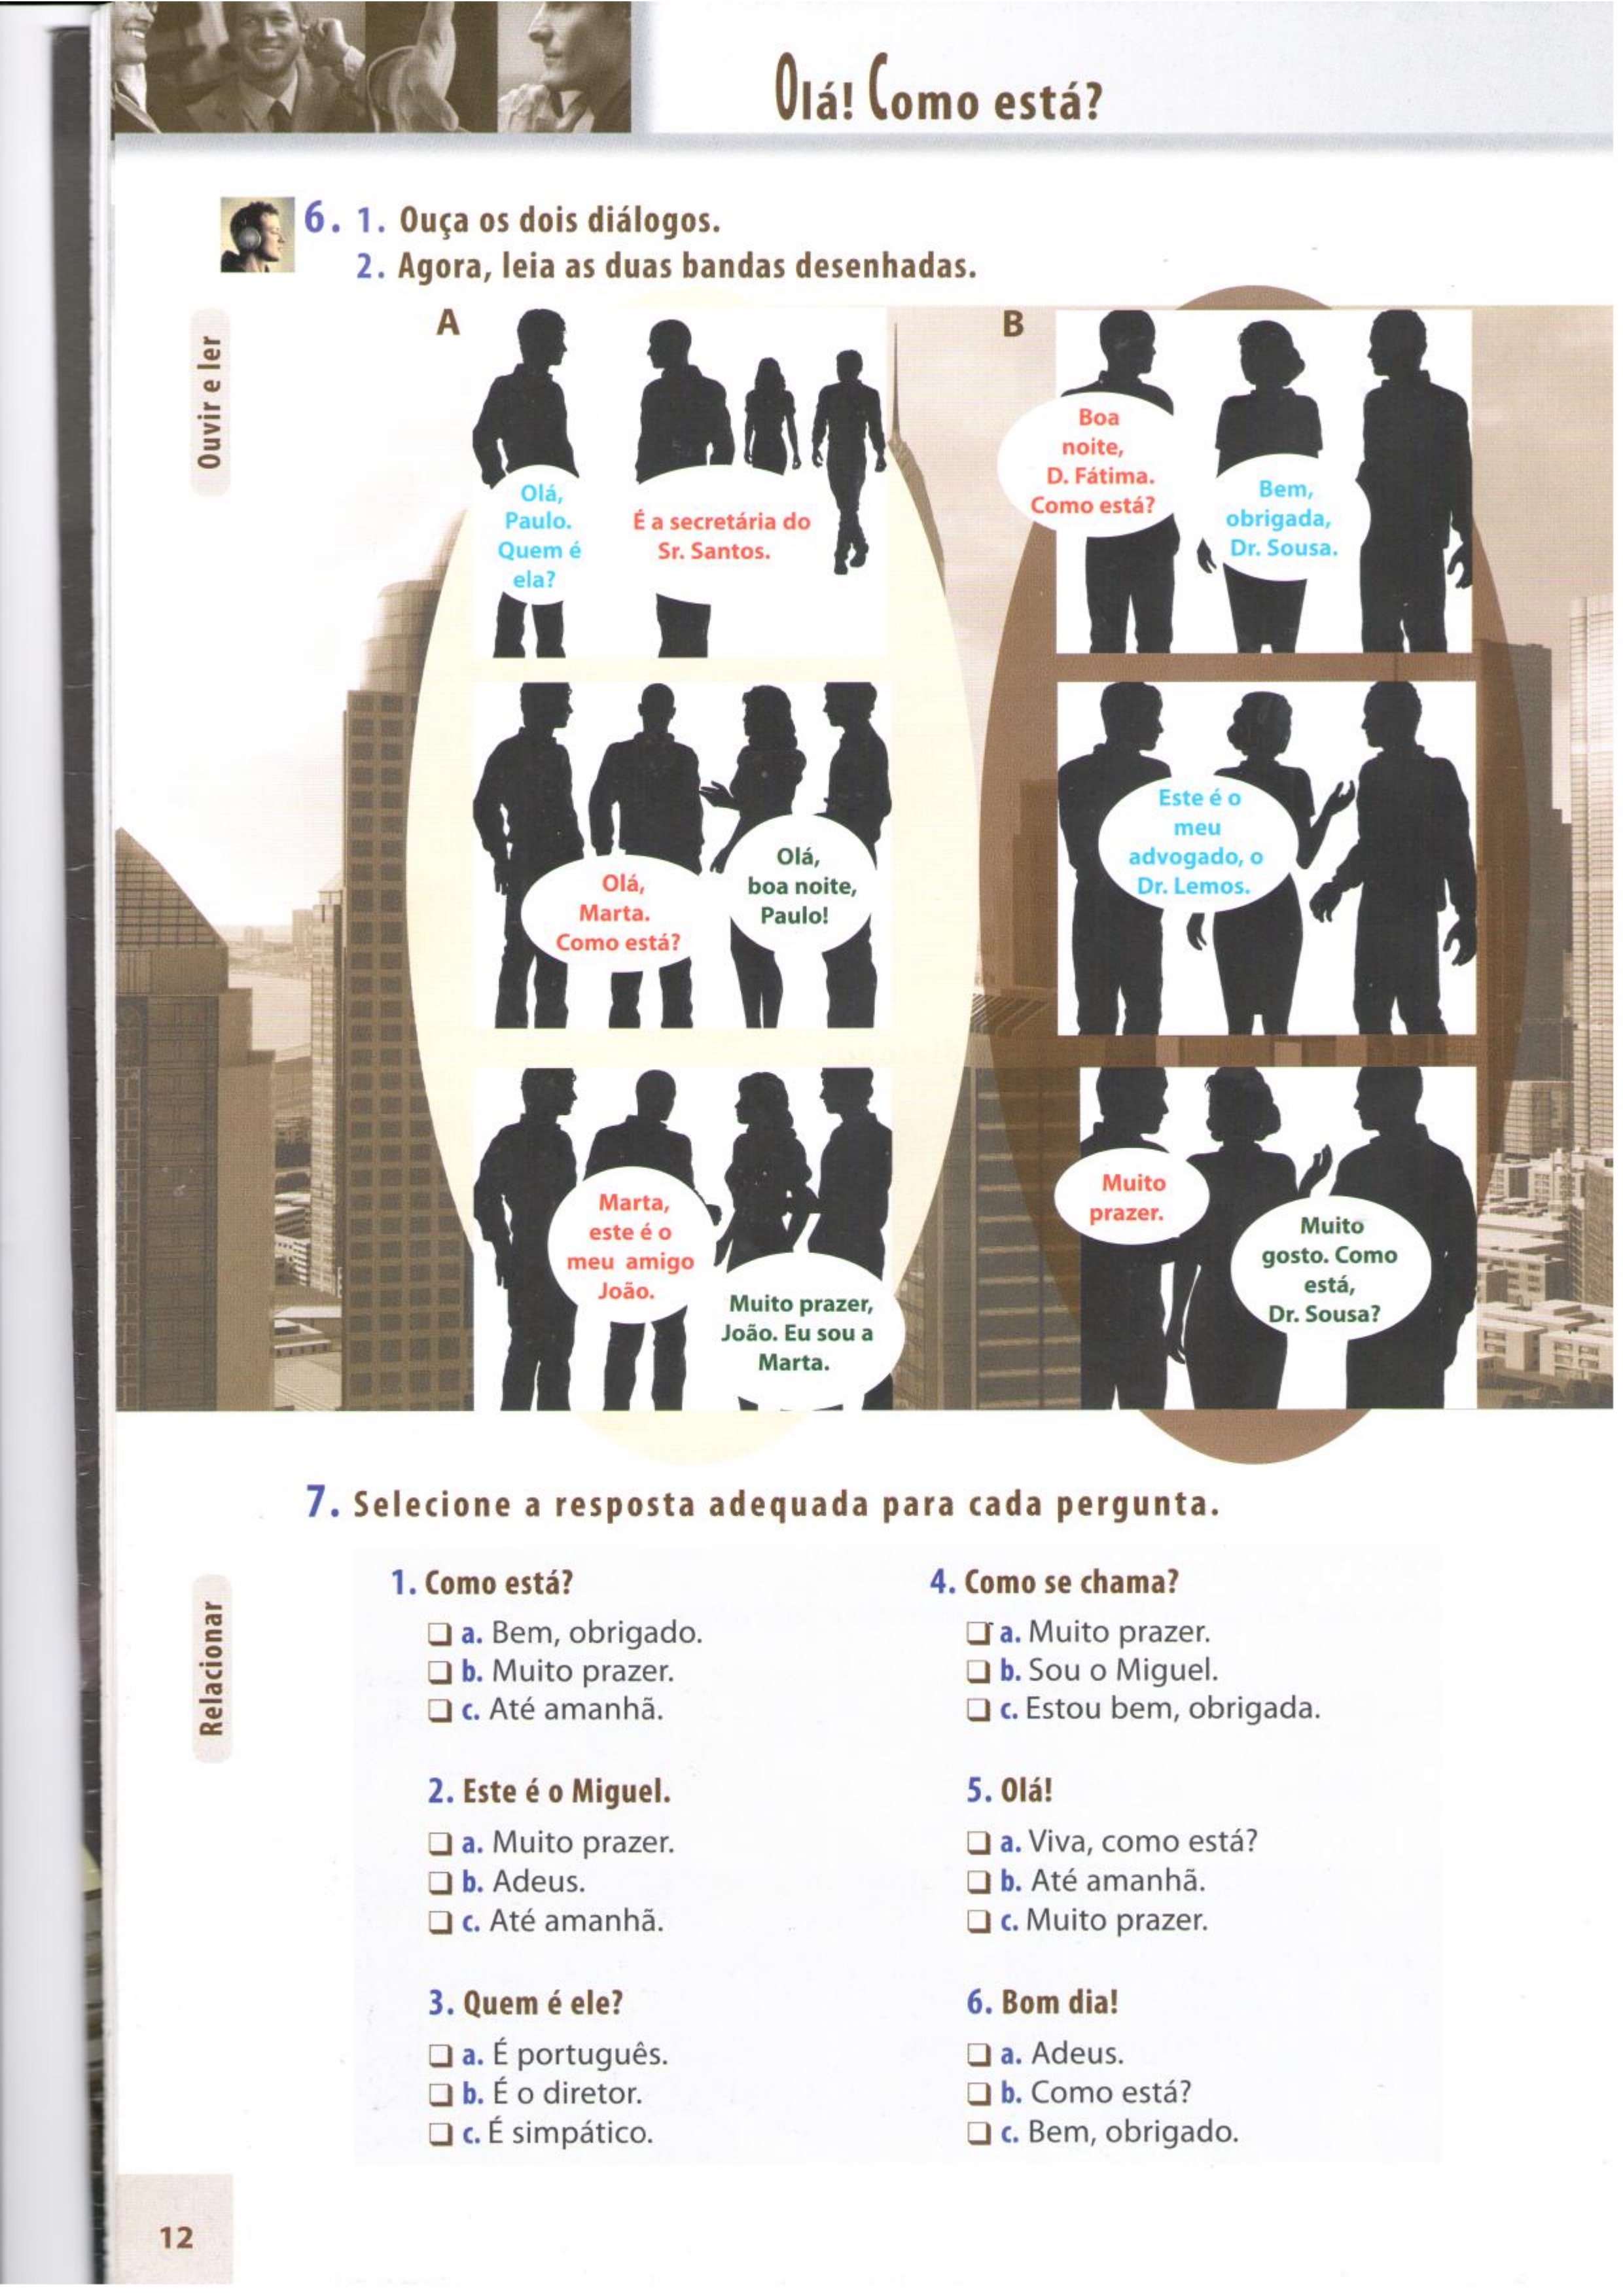 Olá! Como está?
6. 1. Ouça os dois diálogos.
2. Agora, leia as duas bandas desenhadas.
Ouvir e ler
A
Olá,
Paulo.
Quem é
ela?
É a secretária do
Sr. Santos.
Olá,
Marta.
Como está?
Olá,
boa noite,
Paulo!
Marta,
este é o
meu amigo
João.
Muito prazer,
João. Eu sou a
Marta.
B
Boa
noite,
D. Fátima.
Como está?
Bem,
obrigada,
Dr. Sousa.
Este é o
meu
advogado, o
Dr. Lemos.
Muito
prazer.
Muito
gosto. Como
está,
Dr. Sousa?
7. Selecione a resposta adequada para cada pergunta.
Relacionar
1. Como está?
a. Bem, obrigado.
b. Muito prazer.
c. Até amanhã.
2. Este é o Miguel.
a. Muito prazer.
b. Adeus.
c. Até amanhã.
3. Quem é ele?
a. É português.
b. É o diretor.
c. É simpático.
4. Como se chama?
a. Muito prazer.
b. Sou o Miguel.
c. Estou bem, obrigada.
5. Olá!
a. Viva, como está?
b. Até amanhã.
c. Muito prazer.
6. Bom dia!
a. Adeus.
b. Como está?
c. Bem, obrigado.
12